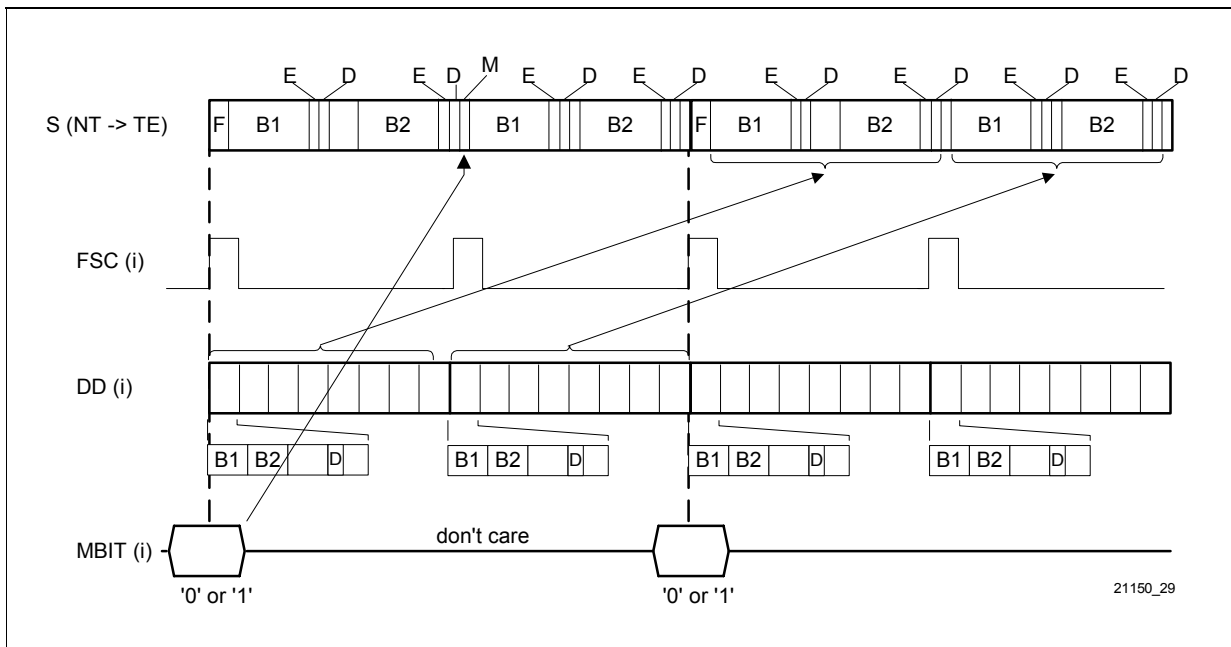 E D E D M E D E D E D E D E D E D
S (NT -> TE) F B1 B2 B1 B2 F B1 B2 B1 B2
FSC (i)
DD (i)
B1 B2 D B1 B2 D B1 B2 D B1 B2 D
MBIT (i) don't care
'0' or '1' '0' or '1'
21150_29